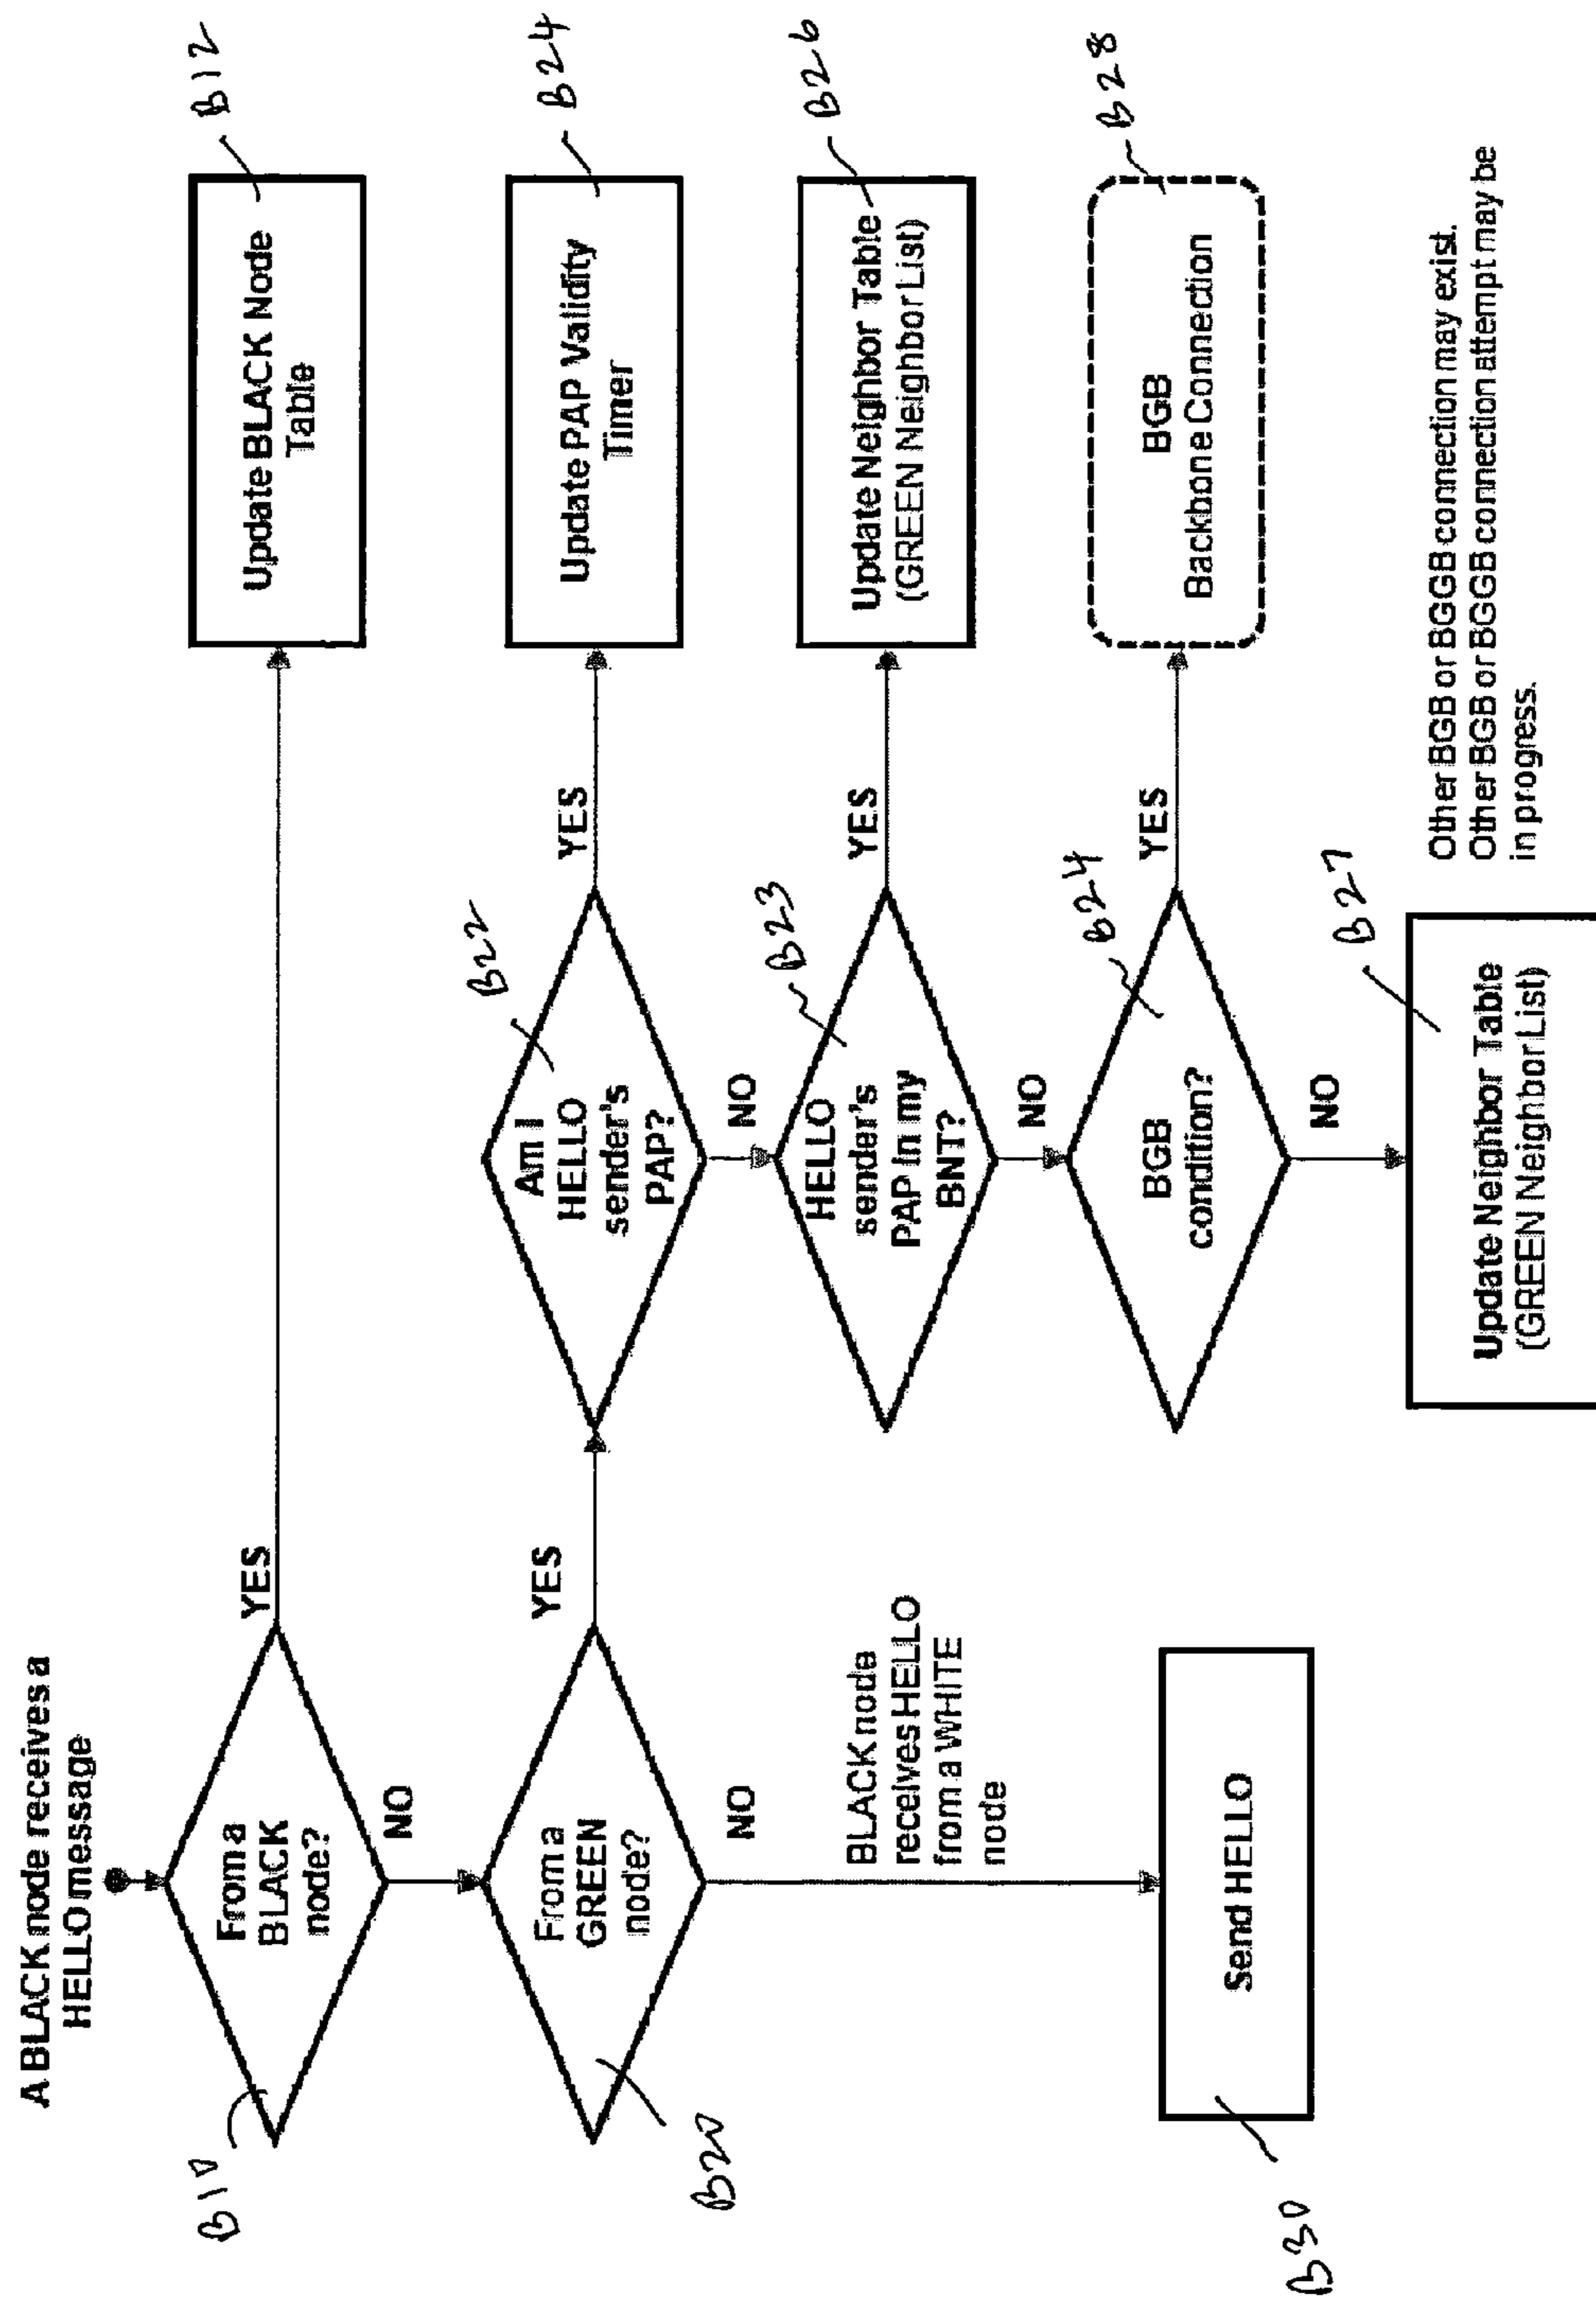 A BLACK node receives a
HELLO message
From a
BLACK
node?
B10
YES
NO
Update BLACK Node
Table
B12
From a
GREEN
node?
B20
YES
NO
Am I
HELLO
sender's
PAP?
B22
YES
NO
Update PAP Validity
Timer
B24
HELLO
sender's
PAP in my
BNT?
B23
YES
NO
Update Neighbor Table
(GREEN Neighbor List)
B26
BGB
condition?
B24
YES
NO
BGB
Backbone Connection
B28
BLACK node
receives HELLO
from a WHITE
node
Send HELLO
B30
Update Neighbor Table
(GREEN Neighbor List)
B27
Other BGB or BGGB connection may exist.
Other BGB or BGGB connection attempt may be
in progress.